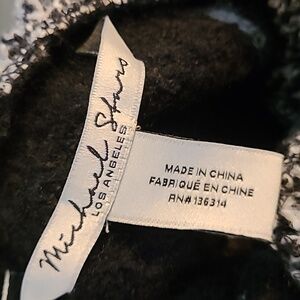 Michael Stars
LOS ANGELES
MADE IN CHINA
FABRIQUÉ EN CHINE
RN# 136314